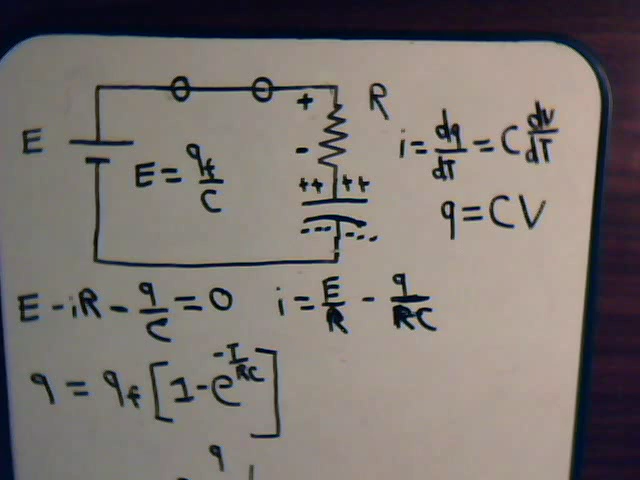 + R
E
E = qf/C
-
++ ++
i = dq/dT = C dv/dT
q = CV
--- ---
E - iR - q/C = 0 i = E/R - q/RC
q = qf [1 - e^-T/RC]
q